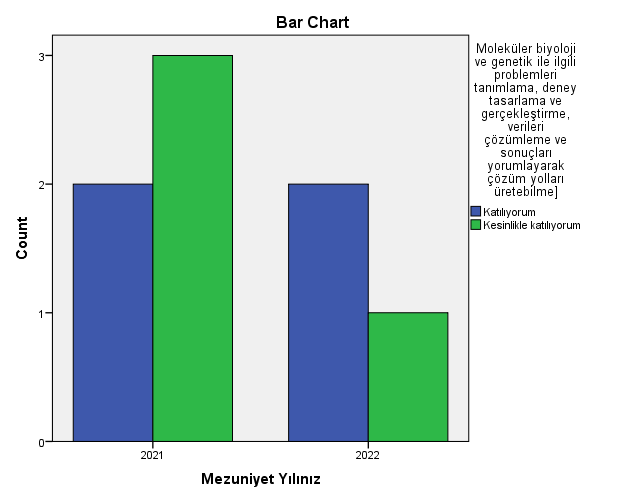 Bar Chart
Moleküler biyoloji
ve genetik ile ilgili
problemleri
tanımlama, deney
tasarlama ve
gerçekleştirme,
verileri
çözümleme ve
sonuçları
yorumlayarak
çözüm yolları
üretebilme]
Katılıyorum
Kesinlikle katılıyorum
Count
3
2
1
0
2021
2022
Mezuniyet Yılınız